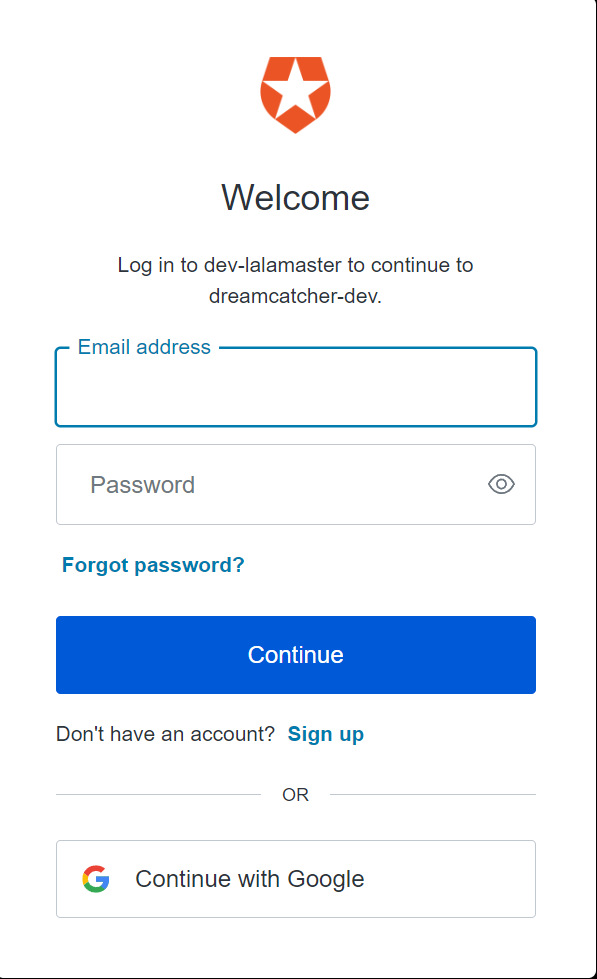 Welcome
Log in to dev-lalamaster to continue to
dreamcatcher-dev.
Email address
Password
Forgot password?
Continue
Don't have an account? Sign up
OR
Continue with Google